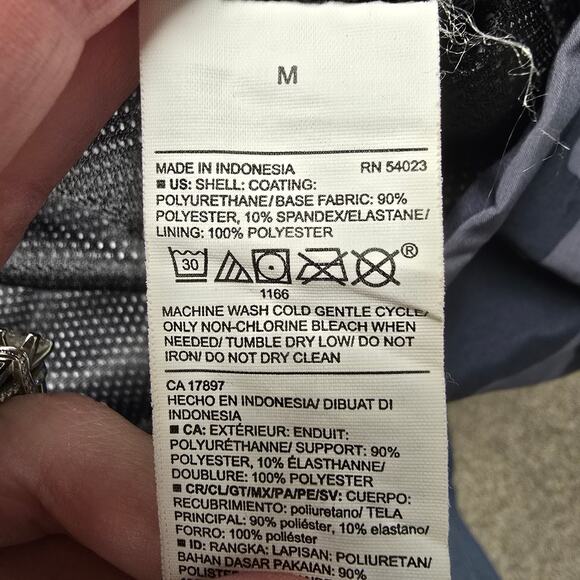 M
MADE IN INDONESIA RN 54023
■ US: SHELL: COATING:
POLYURETHANE/ BASE FABRIC: 90%
POLYESTER, 10% SPANDEX/ELASTANE/
LINING: 100% POLYESTER
30 ®
1166
MACHINE WASH COLD GENTLE CYCLE/
ONLY NON-CHLORINE BLEACH WHEN
NEEDED/ TUMBLE DRY LOW/ DO NOT
IRON/ DO NOT DRY CLEAN
CA 17897
HECHO EN INDONESIA/ DIBUAT DI
INDONESIA
■ CA: EXTÉRIEUR: ENDUIT:
POLYURÉTHANNE/ SUPPORT: 90%
POLYESTER, 10% ÉLASTHANNE/
DOUBLURE: 100% POLYESTER
■ CR/CL/GT/MX/PA/PE/SV: CUERPO:
RECUBRIMIENTO: poliuretano/ TELA
PRINCIPAL: 90% poliéster, 10% elastano/
FORRO: 100% poliéster
■ ID: RANGKA: LAPISAN: POLIURETAN/
BAHAN DASAR PAKAIAN: 90%